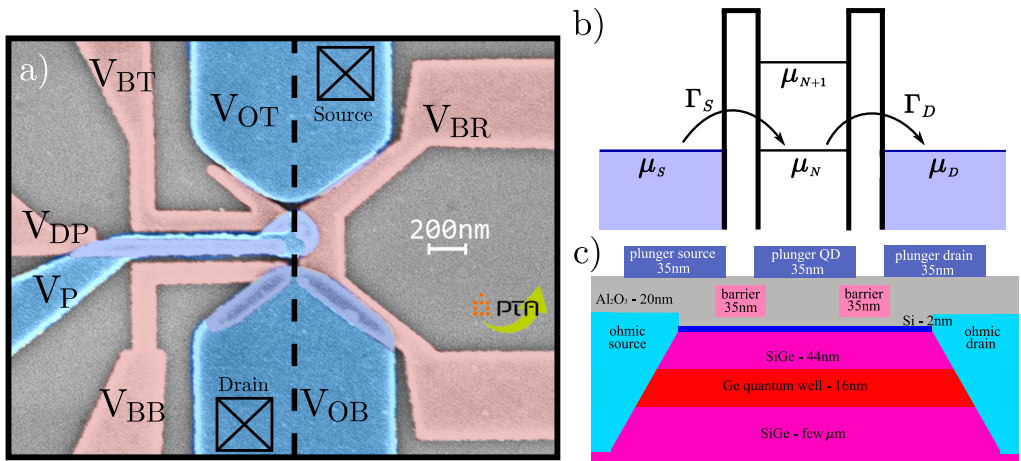 a)
V_BT
V_OT
Source
V_BR
V_DP
200nm
V_P
PTA
V_BB
Drain
V_OB
b)
μ_N+1
Γ_S
Γ_D
μ_S
μ_N
μ_D
c)
plunger source
35nm
plunger QD
35nm
plunger drain
35nm
Al₂O₃ - 20nm
barrier
35nm
barrier
35nm
Si - 2nm
ohmic
source
ohmic
drain
SiGe - 44nm
Ge quantum well - 16nm
SiGe - few μm